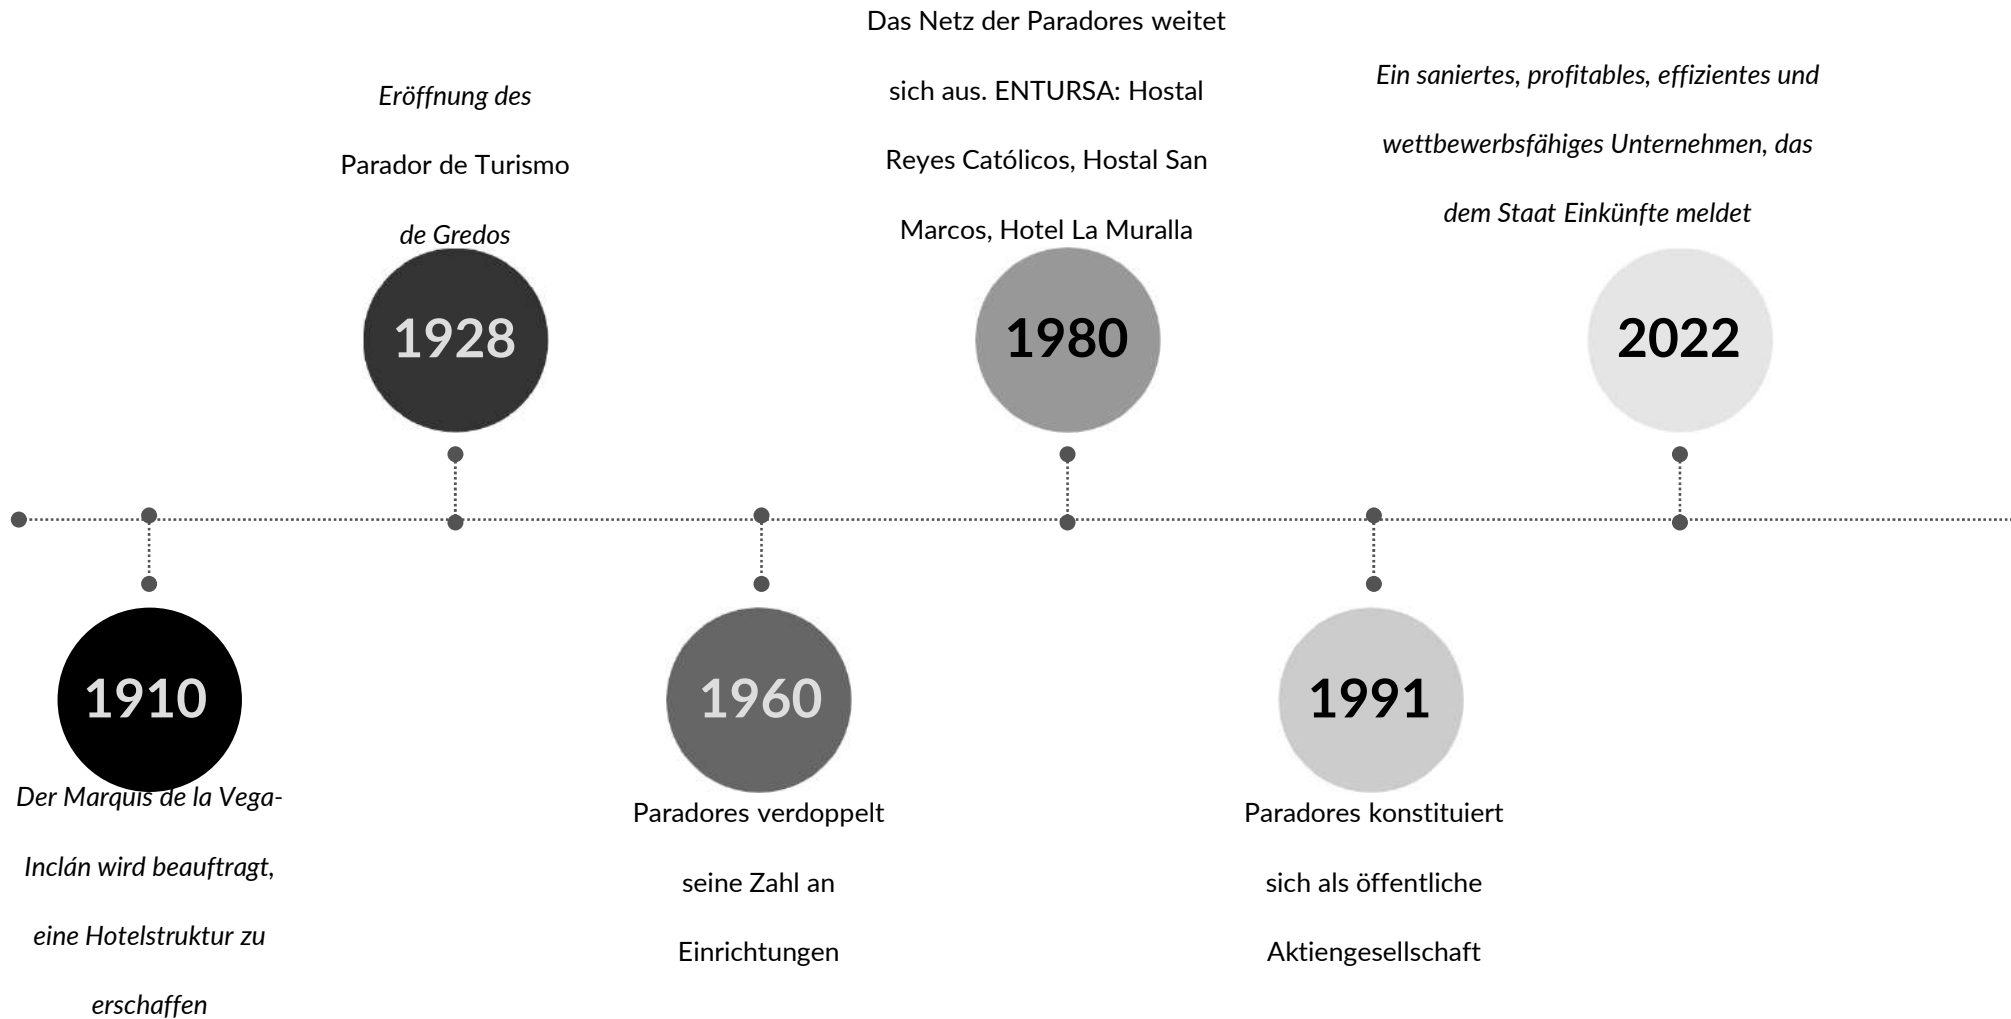 1910
Der Marquis de la Vega-
Inclán wird beauftragt,
eine Hotelstruktur zu
erschaffen
Eröffnung des
Parador de Turismo
de Gredos
1928
1960
Paradores verdoppelt
seine Zahl an
Einrichtungen
Das Netz der Paradores weitet
sich aus. ENTURSA: Hostal
Reyes Católicos, Hostal San
Marcos, Hotel La Muralla
1980
1991
Paradores konstituiert
sich als öffentliche
Aktiengesellschaft
Ein saniertes, profitables, effizientes und
wettbewerbsfähiges Unternehmen, das
dem Staat Einkünfte meldet
2022